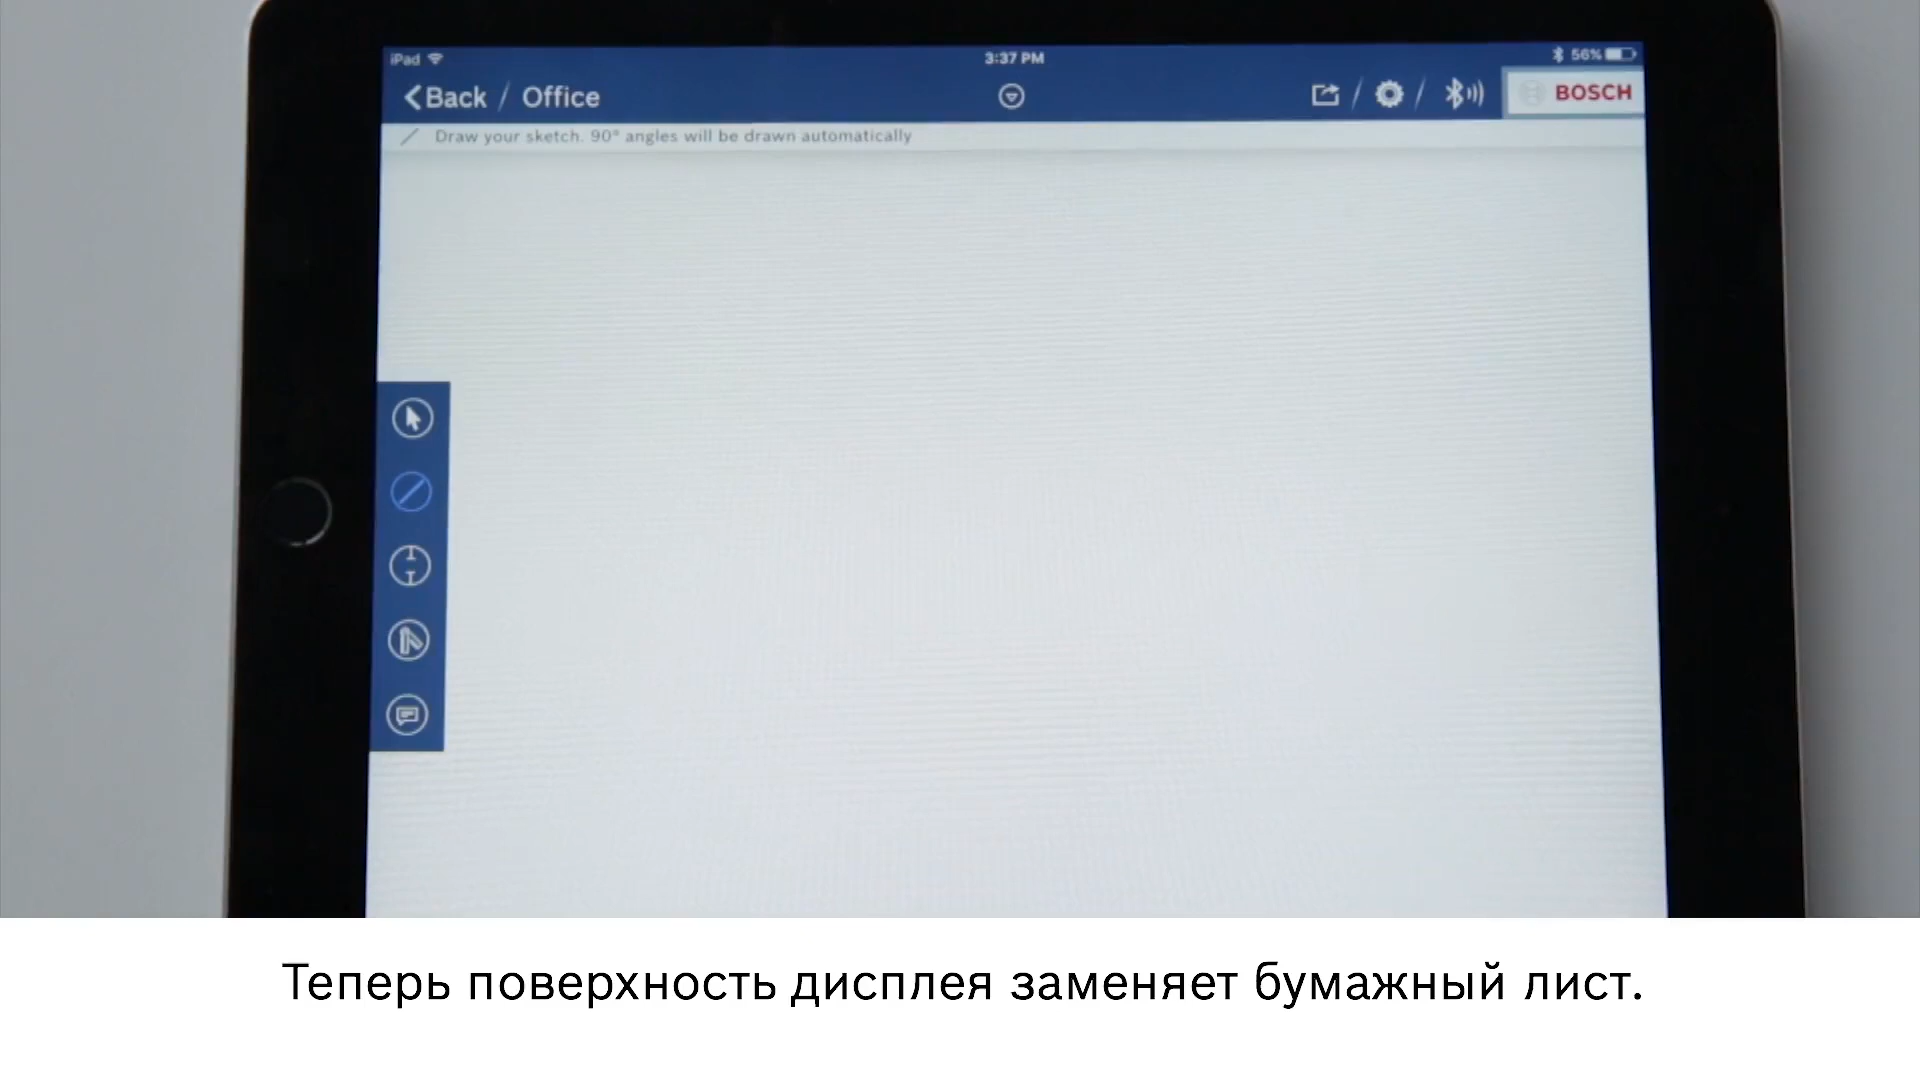 iPad
3:37 PM
56%
Back / Office
BOSCH
Draw your sketch. 90° angles will be drawn automatically
Теперь поверхность дисплея заменяет бумажный лист.